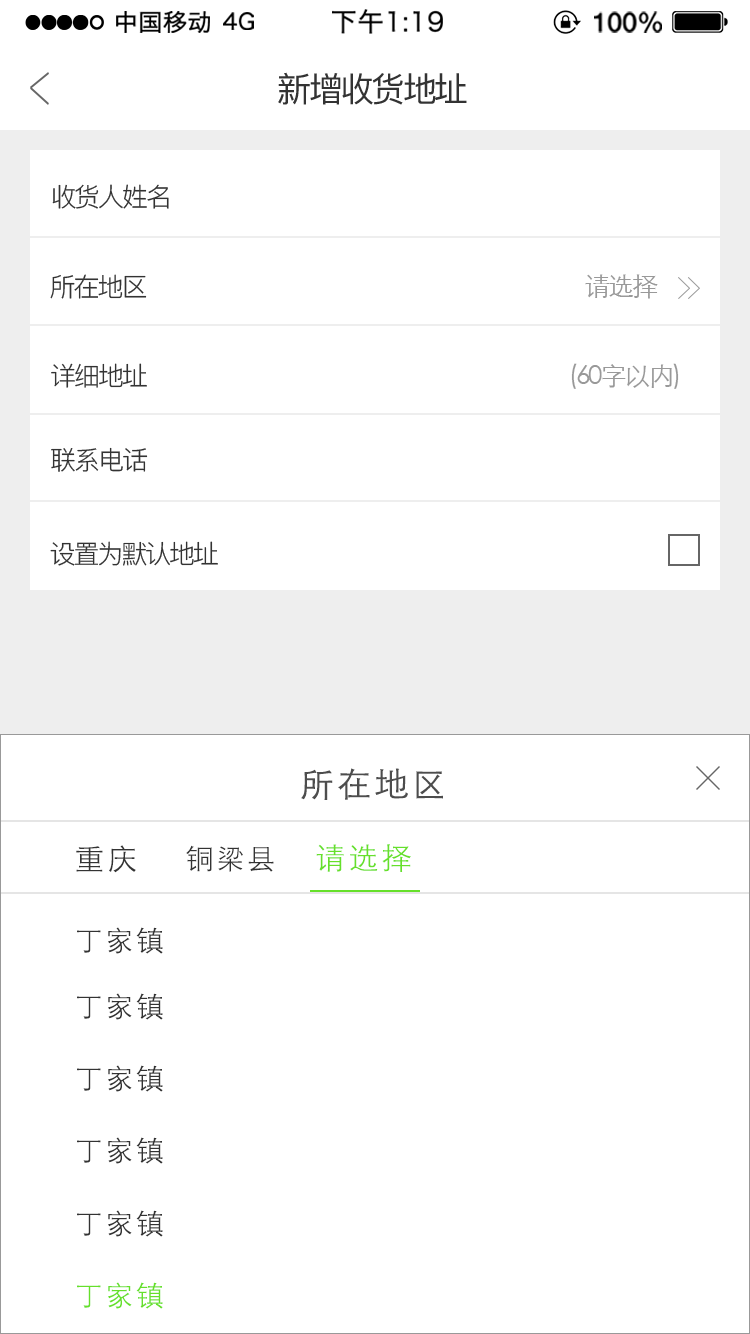 中国移动 4G 下午1:19 100%
新增收货地址
收货人姓名
所在地区 请选择
详细地址 (60字以内)
联系电话
设置为默认地址
所在地区
重庆 铜梁县 请选择
丁家镇
丁家镇
丁家镇
丁家镇
丁家镇
丁家镇